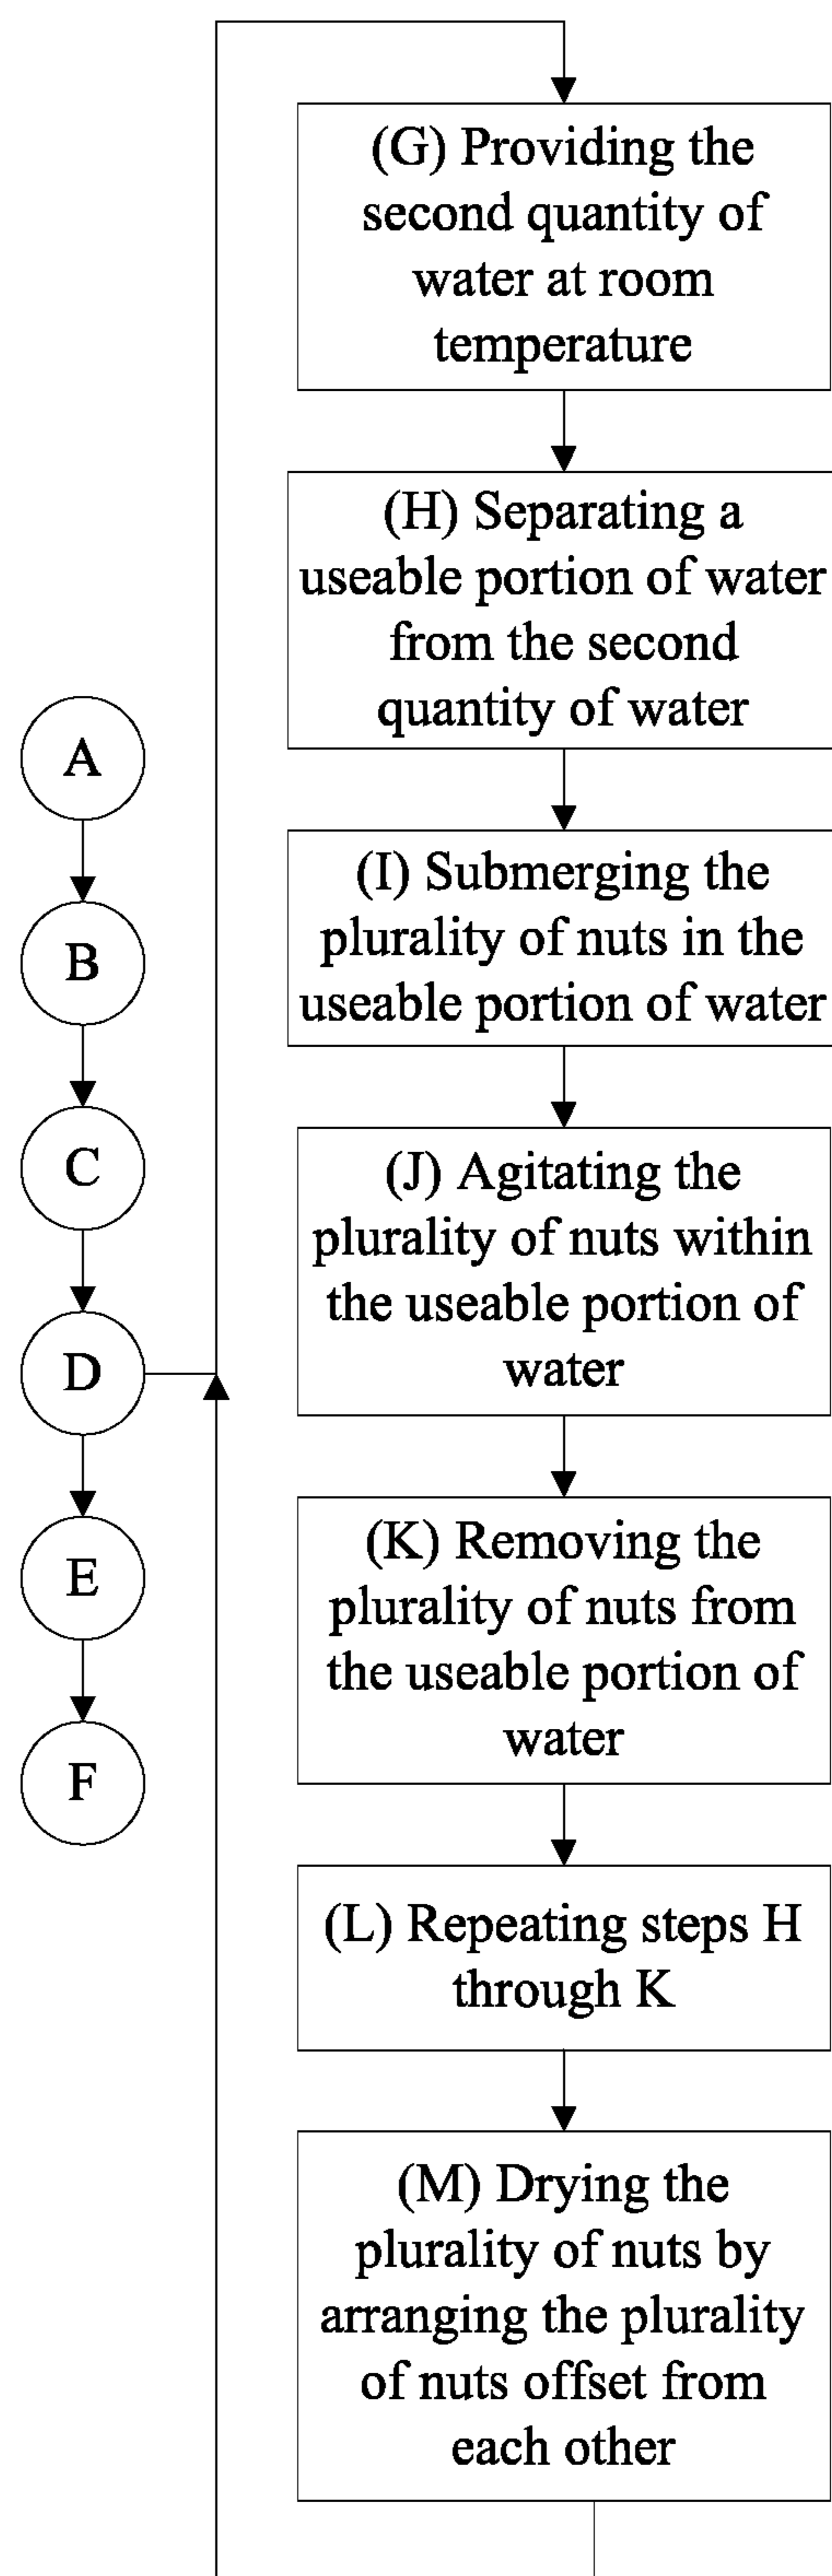 A
B
C
D
E
F
(G) Providing the
second quantity of
water at room
temperature
(H) Separating a
useable portion of water
from the second
quantity of water
(I) Submerging the
plurality of nuts in the
useable portion of water
(J) Agitating the
plurality of nuts within
the useable portion of
water
(K) Removing the
plurality of nuts from
the useable portion of
water
(L) Repeating steps H
through K
(M) Drying the
plurality of nuts by
arranging the plurality
of nuts offset from
each other